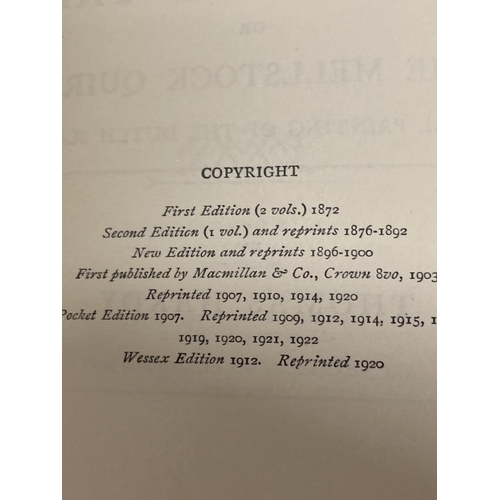 COPYRIGHT
First Edition (2 vols.) 1872
Second Edition (1 vol.) and reprints 1876-1892
New Edition and reprints 1896-1900
First published by Macmillan & Co., Crown 8vo, 1903
Reprinted 1907, 1910, 1914, 1920
Pocket Edition 1907. Reprinted 1909, 1912, 1914, 1915, 1
1919, 1920, 1921, 1922
Wessex Edition 1912. Reprinted 1920